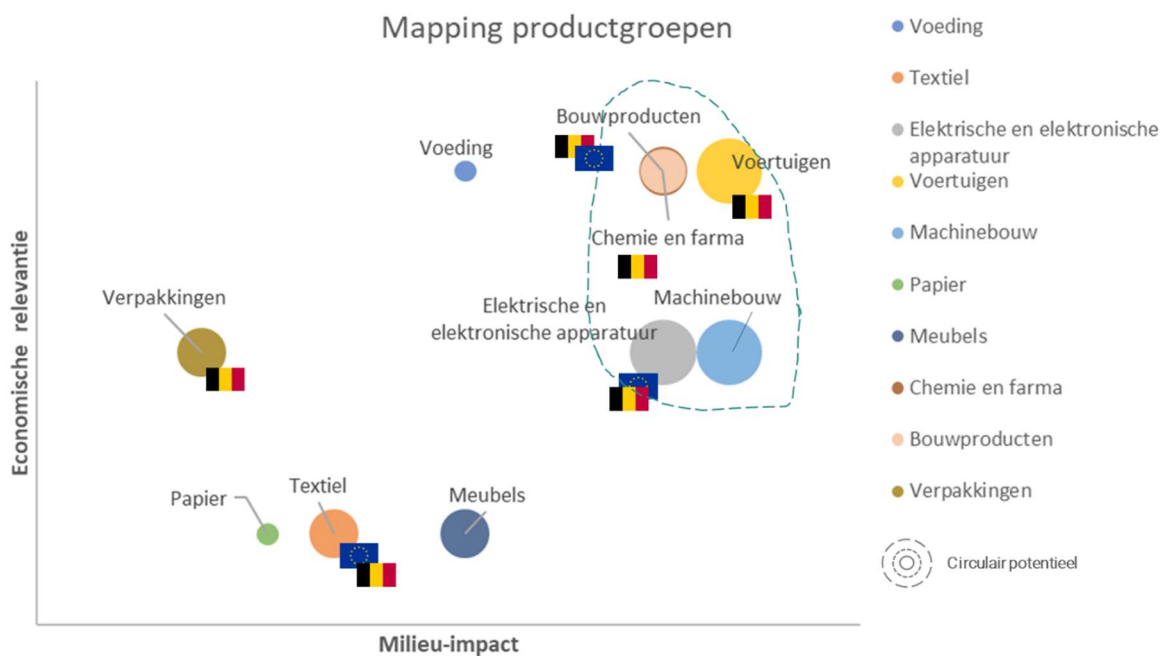 Mapping productgroepen
Bouwproducten
Voeding
Voertuigen
Chemie en farma
Verpakkingen
Elektrische en
elektronische apparatuur
Machinebouw
Papier
Textiel
Meubels
Economische relevantie
Milieu-impact
Voeding
Textiel
Elektrische en elektronische
apparatuur
Voertuigen
Machinebouw
Papier
Meubels
Chemie en farma
Bouwproducten
Verpakkingen
Circulair potentieel